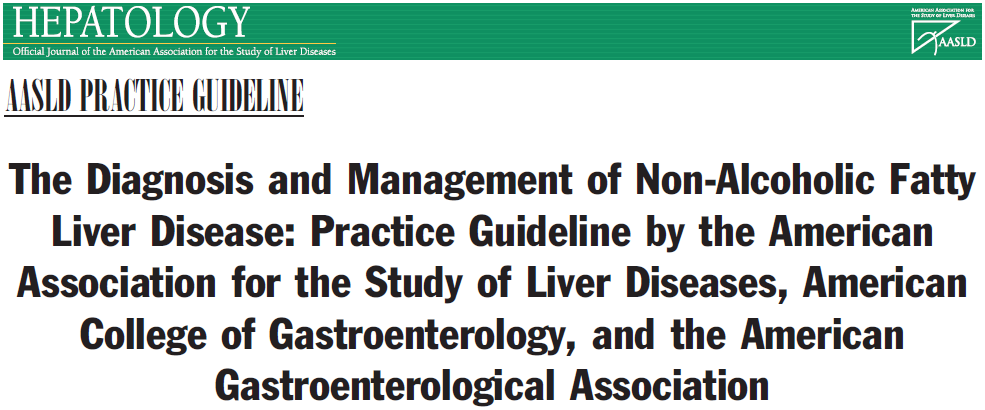 HEPATOLOGY
Official Journal of the American Association for the Study of Liver Diseases
AMERICAN ASSOCIATION FOR
THE STUDY OF LIVER DISEASES
AASLD
AASLD PRACTICE GUIDELINE
The Diagnosis and Management of Non-Alcoholic Fatty
Liver Disease: Practice Guideline by the American
Association for the Study of Liver Diseases, American
College of Gastroenterology, and the American
Gastroenterological Association